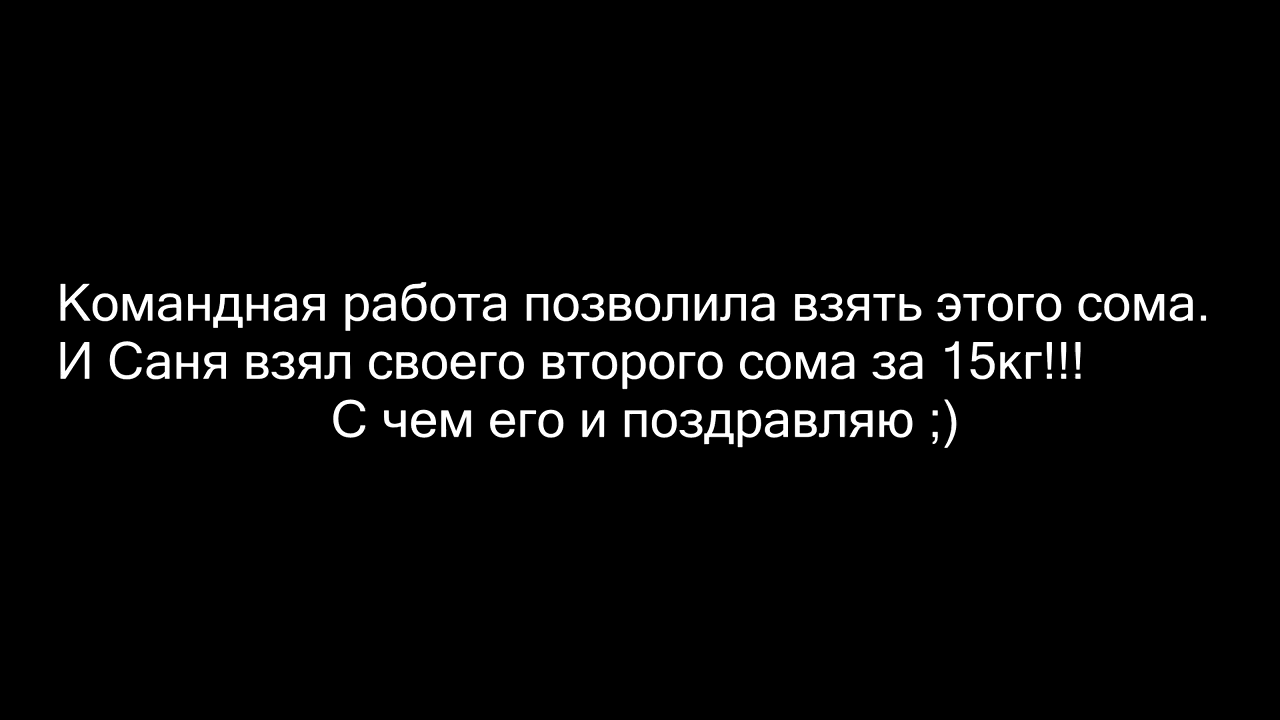 Командная работа позволила взять этого сома.
И Саня взял своего второго сома за 15кг!!!
С чем его и поздравляю ;)